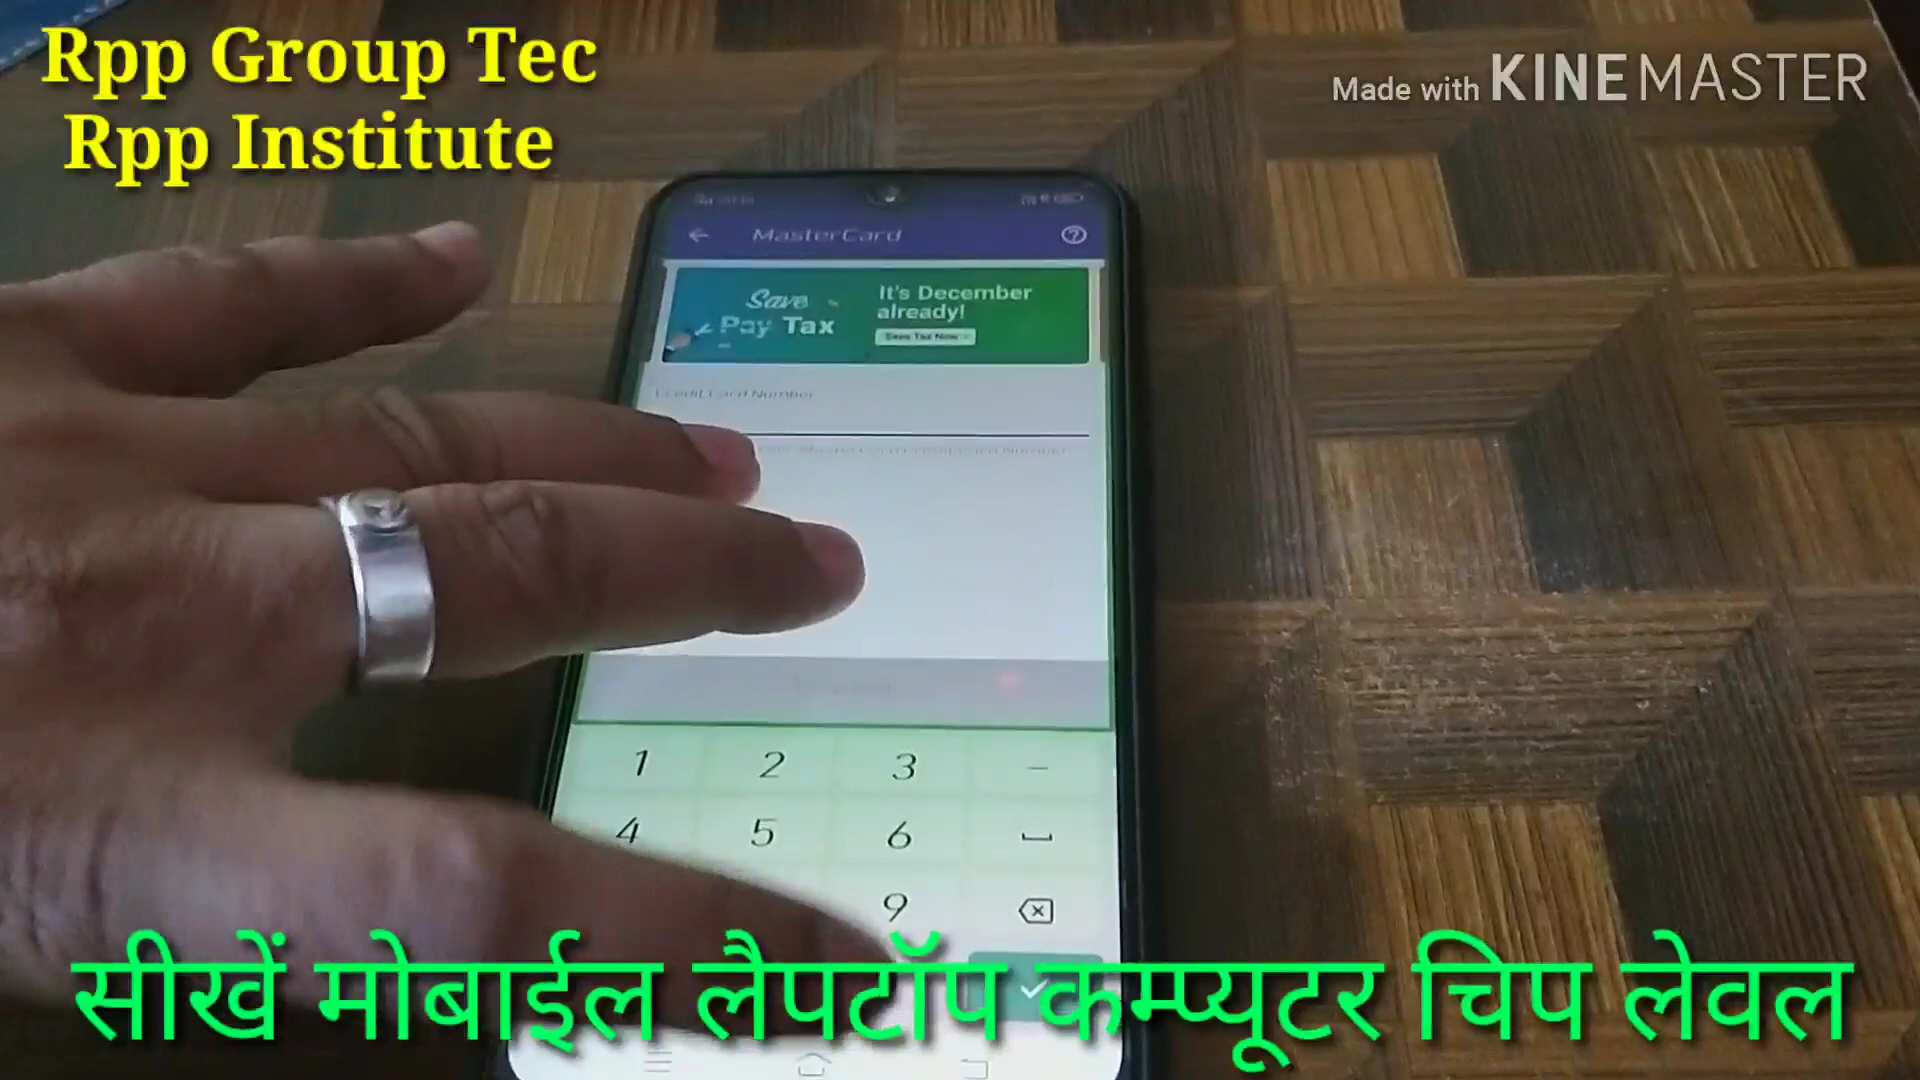 Rpp Group Tec
Rpp Institute
Made with KINEMASTER
MasterCard
Save
Pay Tax
It's December
already!
Save Tax Now
Credit Card Number
1 2 3 -
4 5 6
9
सीखें मोबाईल लैपटॉप कम्प्यूटर चिप लेवल